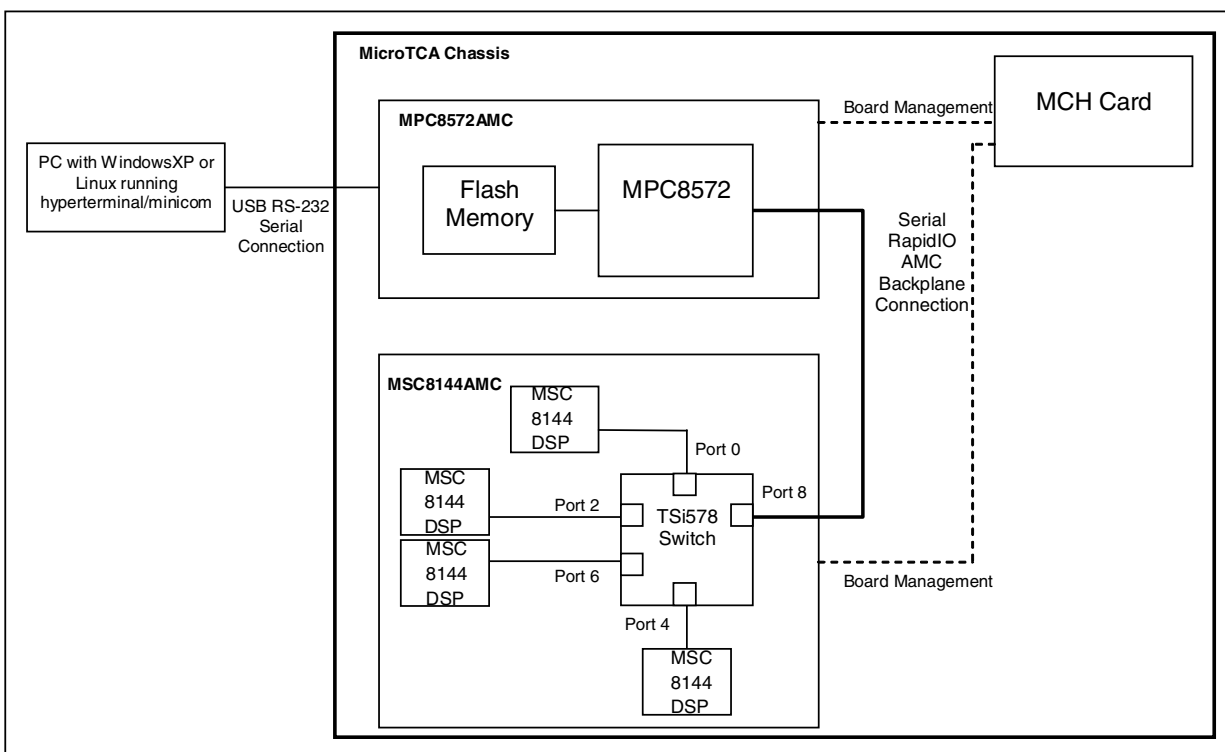 MicroTCA Chassis
MCH Card
Board Management
MPC8572AMC
PC with WindowsXP or
Linux running
hyperterminal/minicom
USB RS-232
Serial
Connection
Flash
Memory
MPC8572
Serial
RapidIO
AMC
Backplane
Connection
MSC8144AMC
MSC
8144
DSP
Port 0
MSC
8144
DSP
Port 2
TSi578
Switch
Port 8
MSC
8144
DSP
Port 6
Board Management
Port 4
MSC
8144
DSP